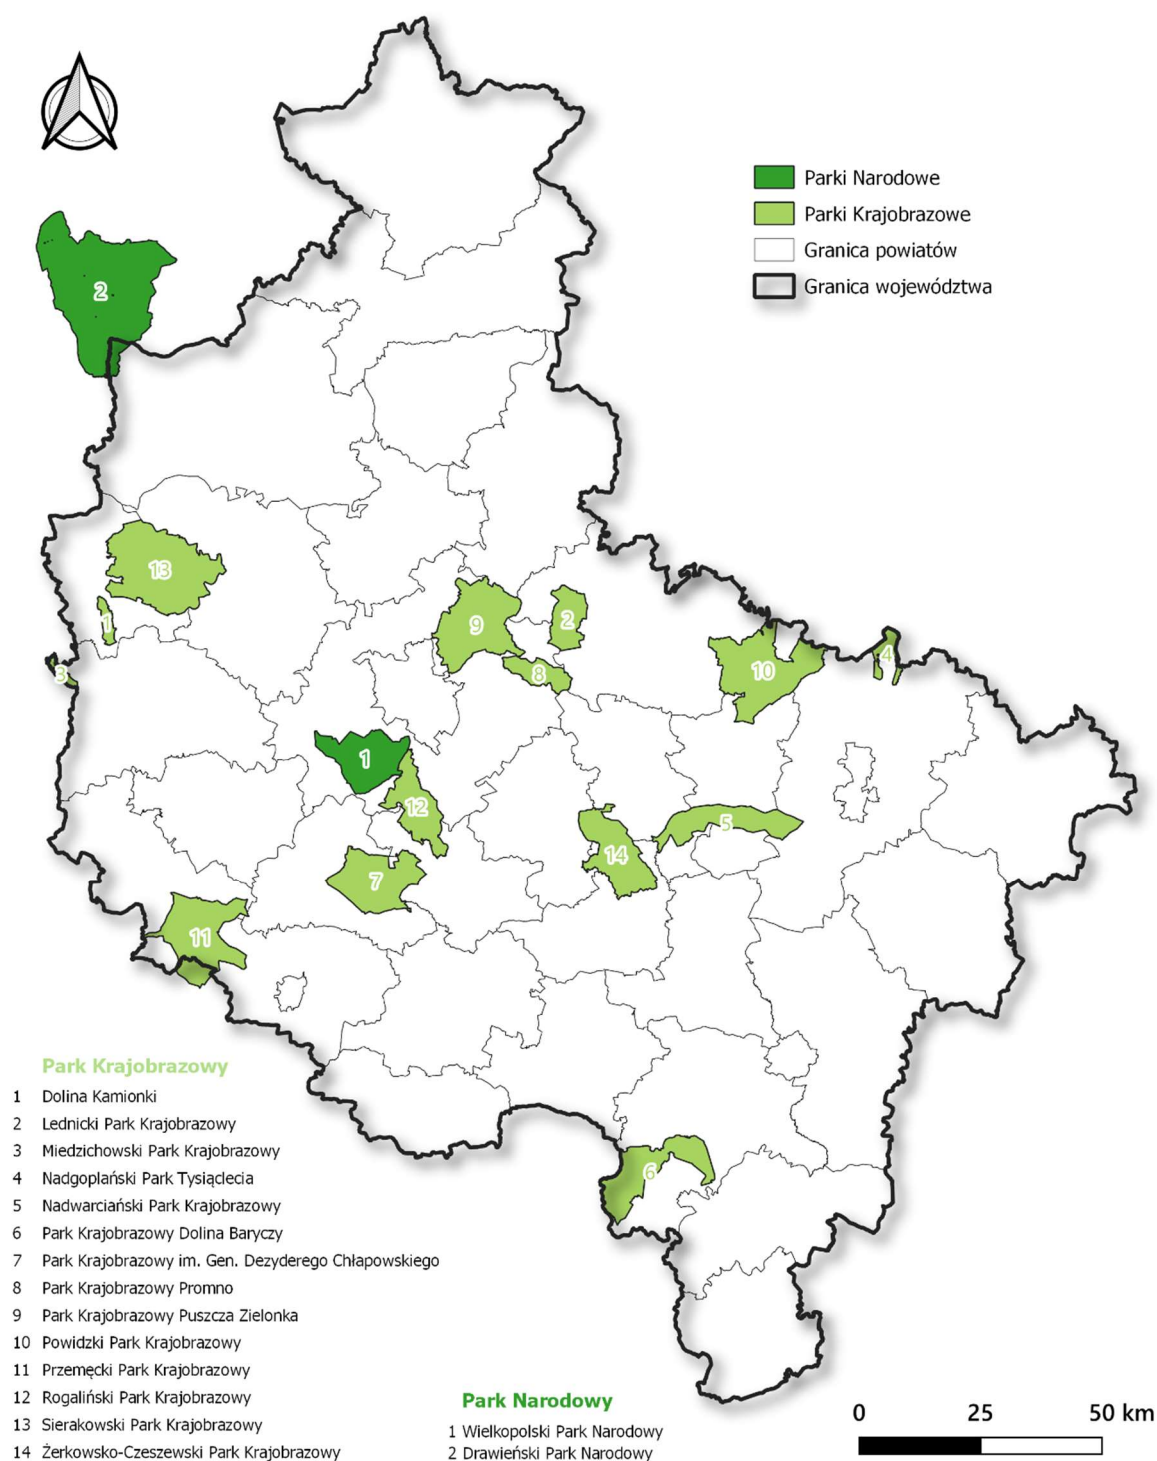 Parki Narodowe
Parki Krajobrazowe
Granica powiatów
Granica województwa
2
13
1
3
9
2
8
10
4
1
12
14
5
7
11
6
Park Krajobrazowy
1 Dolina Kamionki
2 Lednicki Park Krajobrazowy
3 Miedzichowski Park Krajobrazowy
4 Nadgoplański Park Tysiąclecia
5 Nadwarciański Park Krajobrazowy
6 Park Krajobrazowy Dolina Baryczy
7 Park Krajobrazowy im. Gen. Dezyderego Chłapowskiego
8 Park Krajobrazowy Promno
9 Park Krajobrazowy Puszcza Zielonka
10 Powidzki Park Krajobrazowy
11 Przemęcki Park Krajobrazowy
12 Rogaliński Park Krajobrazowy
13 Sierakowski Park Krajobrazowy
14 Żerkowsko-Czeszewski Park Krajobrazowy
Park Narodowy
1 Wielkopolski Park Narodowy
2 Drawieński Park Narodowy
0 25 50 km